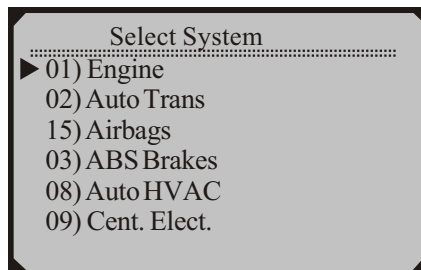 Select System
01) Engine
02) Auto Trans
15) Airbags
03) ABS Brakes
08) Auto HVAC
09) Cent. Elect.